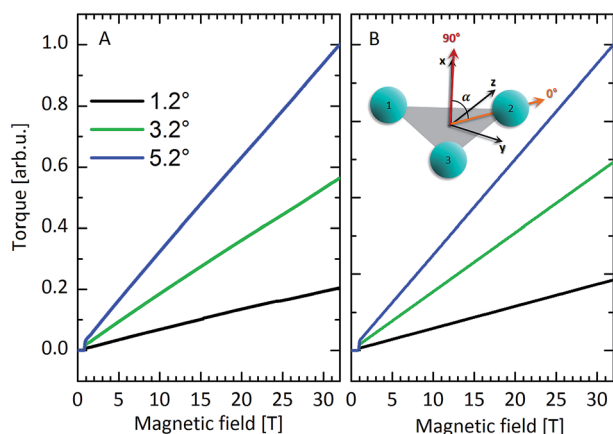 A
1.0
0.8
0.6
0.4
0.2
0.0
Torque [arb.u.]
1.2°
3.2°
5.2°
0 5 10 15 20 25 30
Magnetic field [T]
B
90°
x
z
0°
α
1
2
y
3
0 5 10 15 20 25 30
Magnetic field [T]